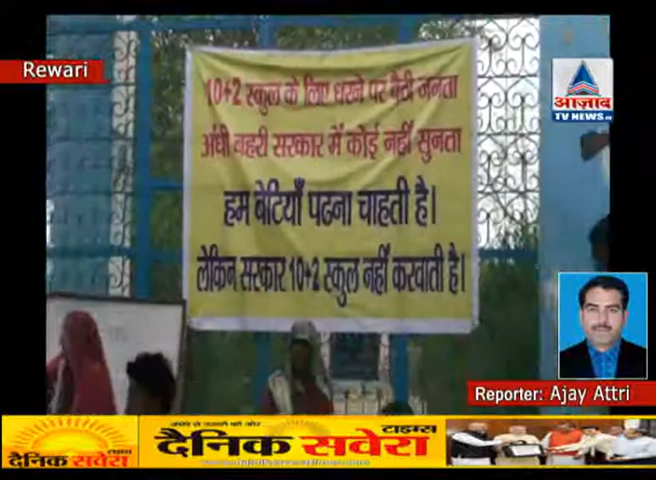 Rewari
10+2 स्कुल के लिए धरने पर बैठी जनता
अंधी बहरी सरकार में कोई नहीं सुनता
हम बेटियाँ पढना चाहती है।
लेकिन सरकार 10+2 स्कुल नहीं करवाती है।
आज़ाद
TV NEWS
Reporter: Ajay Attri
दैनिक सवेरा
दैनिक सवेरा टाइम्स